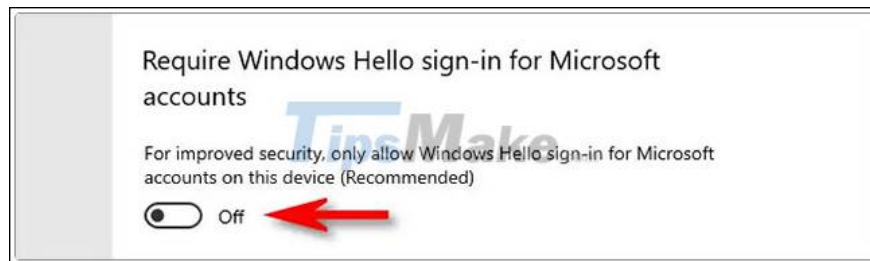 Require Windows Hello sign-in for Microsoft
accounts
TipsMake
For improved security, only allow Windows Hello sign-in for Microsoft
accounts on this device (Recommended)
Off